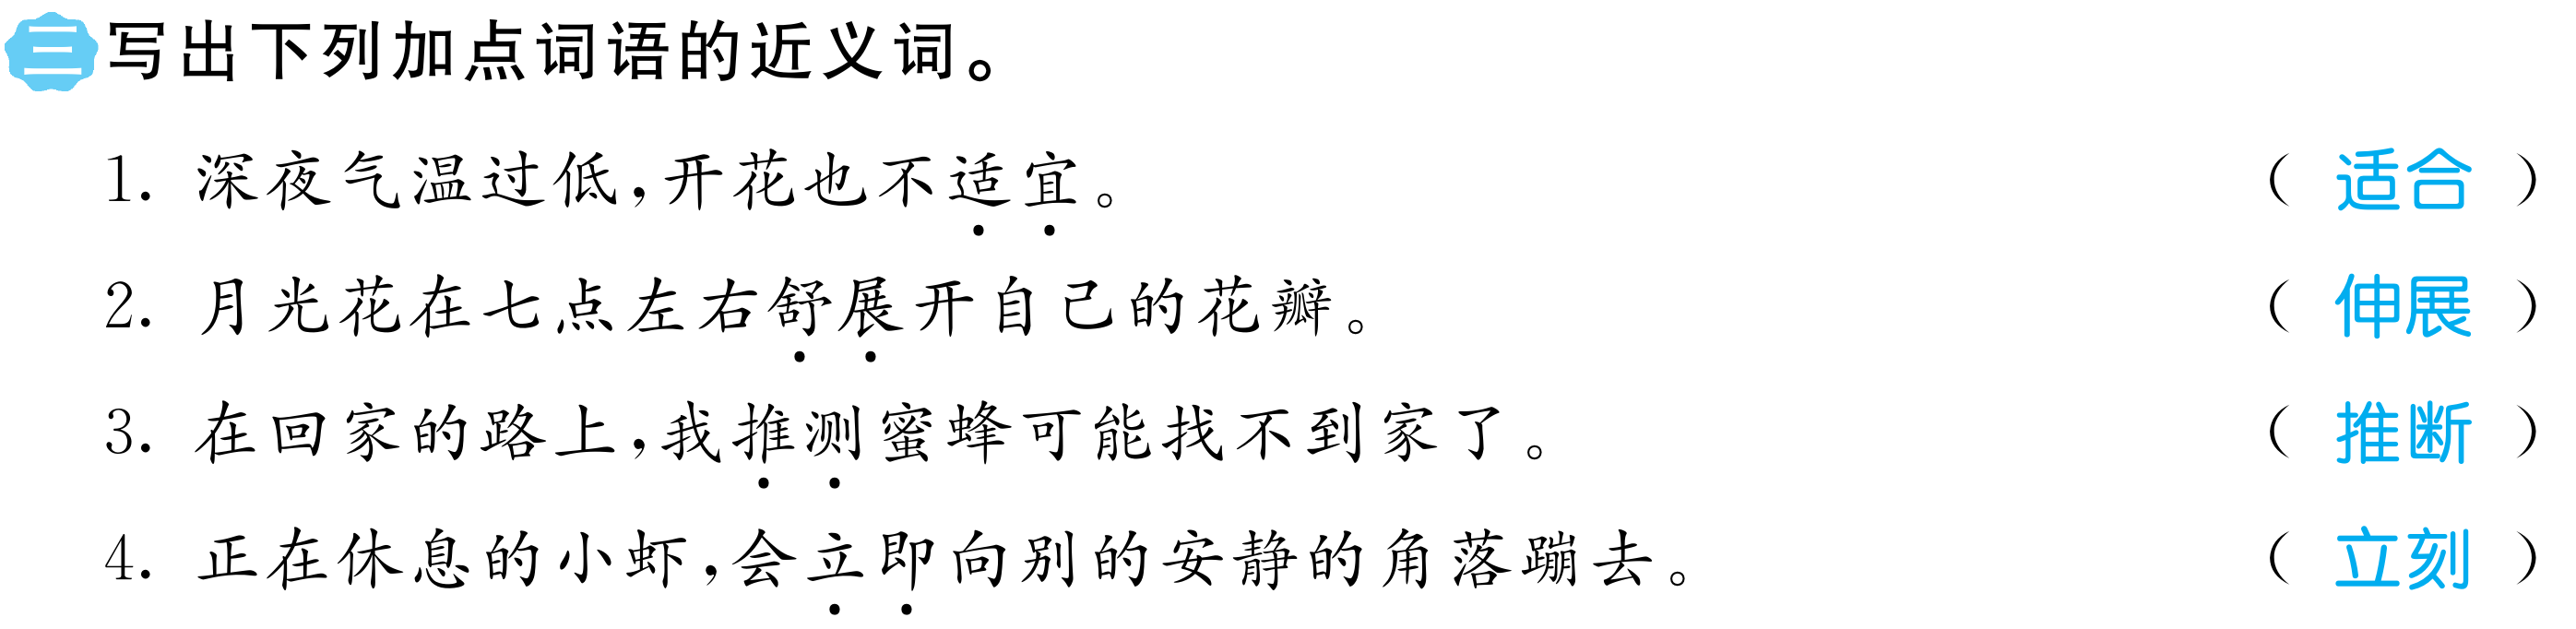 三 写出下列加点词语的近义词。
1. 深夜气温过低,开花也不适宜。 ( 适合 )
2. 月光花在七点左右舒展开自己的花瓣。 ( 伸展 )
3. 在回家的路上,我推测蜜蜂可能找不到家了。 ( 推断 )
4. 正在休息的小虾,会立即向别的安静的角落蹦去。 ( 立刻 )